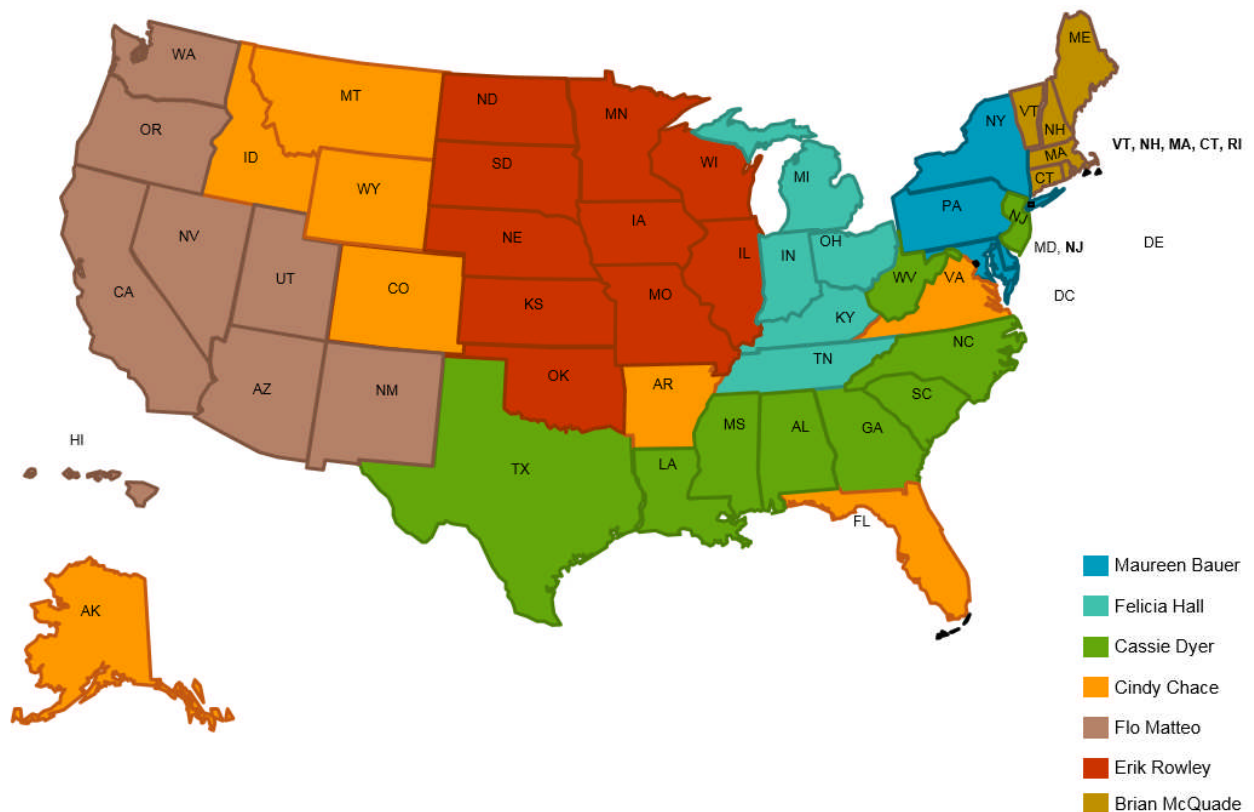 ME
WA
MT
ND
MN
NY
VT
NH
OR
VT, NH, MA, CT, RI
MA
ID
SD
WI
MI
CT
WY
PA
NJ
IA
NV
NE
OH
MD, NJ
DE
UT
IL
IN
WV
VA
CA
CO
DC
MO
KS
KY
NC
TN
OK
AR
AZ
NM
SC
MS
AL
GA
HI
TX
LA
FL
Maureen Bauer
AK
Felicia Hall
Cassie Dyer
Cindy Chace
Flo Matteo
Erik Rowley
Brian McQuade